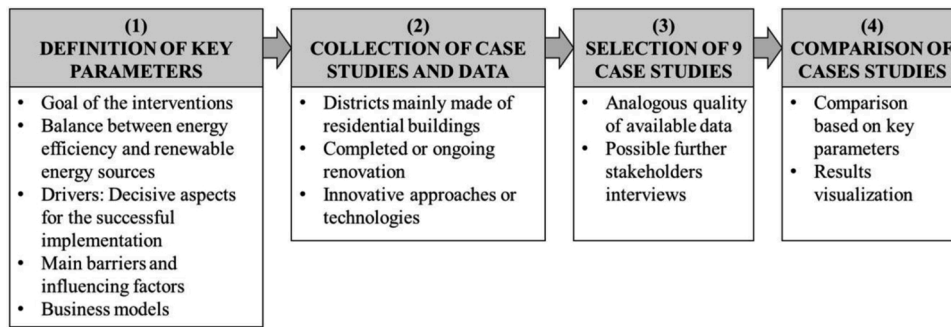 (1)
DEFINITION OF KEY
PARAMETERS
• Goal of the interventions
• Balance between energy
efficiency and renewable
energy sources
• Drivers: Decisive aspects
for the successful
implementation
• Main barriers and
influencing factors
• Business models
(2)
COLLECTION OF CASE
STUDIES AND DATA
• Districts mainly made of
residential buildings
• Completed or ongoing
renovation
• Innovative approaches or
technologies
(3)
SELECTION OF 9
CASE STUDIES
• Analogous quality
of available data
• Possible further
stakeholders
interviews
(4)
COMPARISON OF
CASES STUDIES
• Comparison
based on key
parameters
• Results
visualization